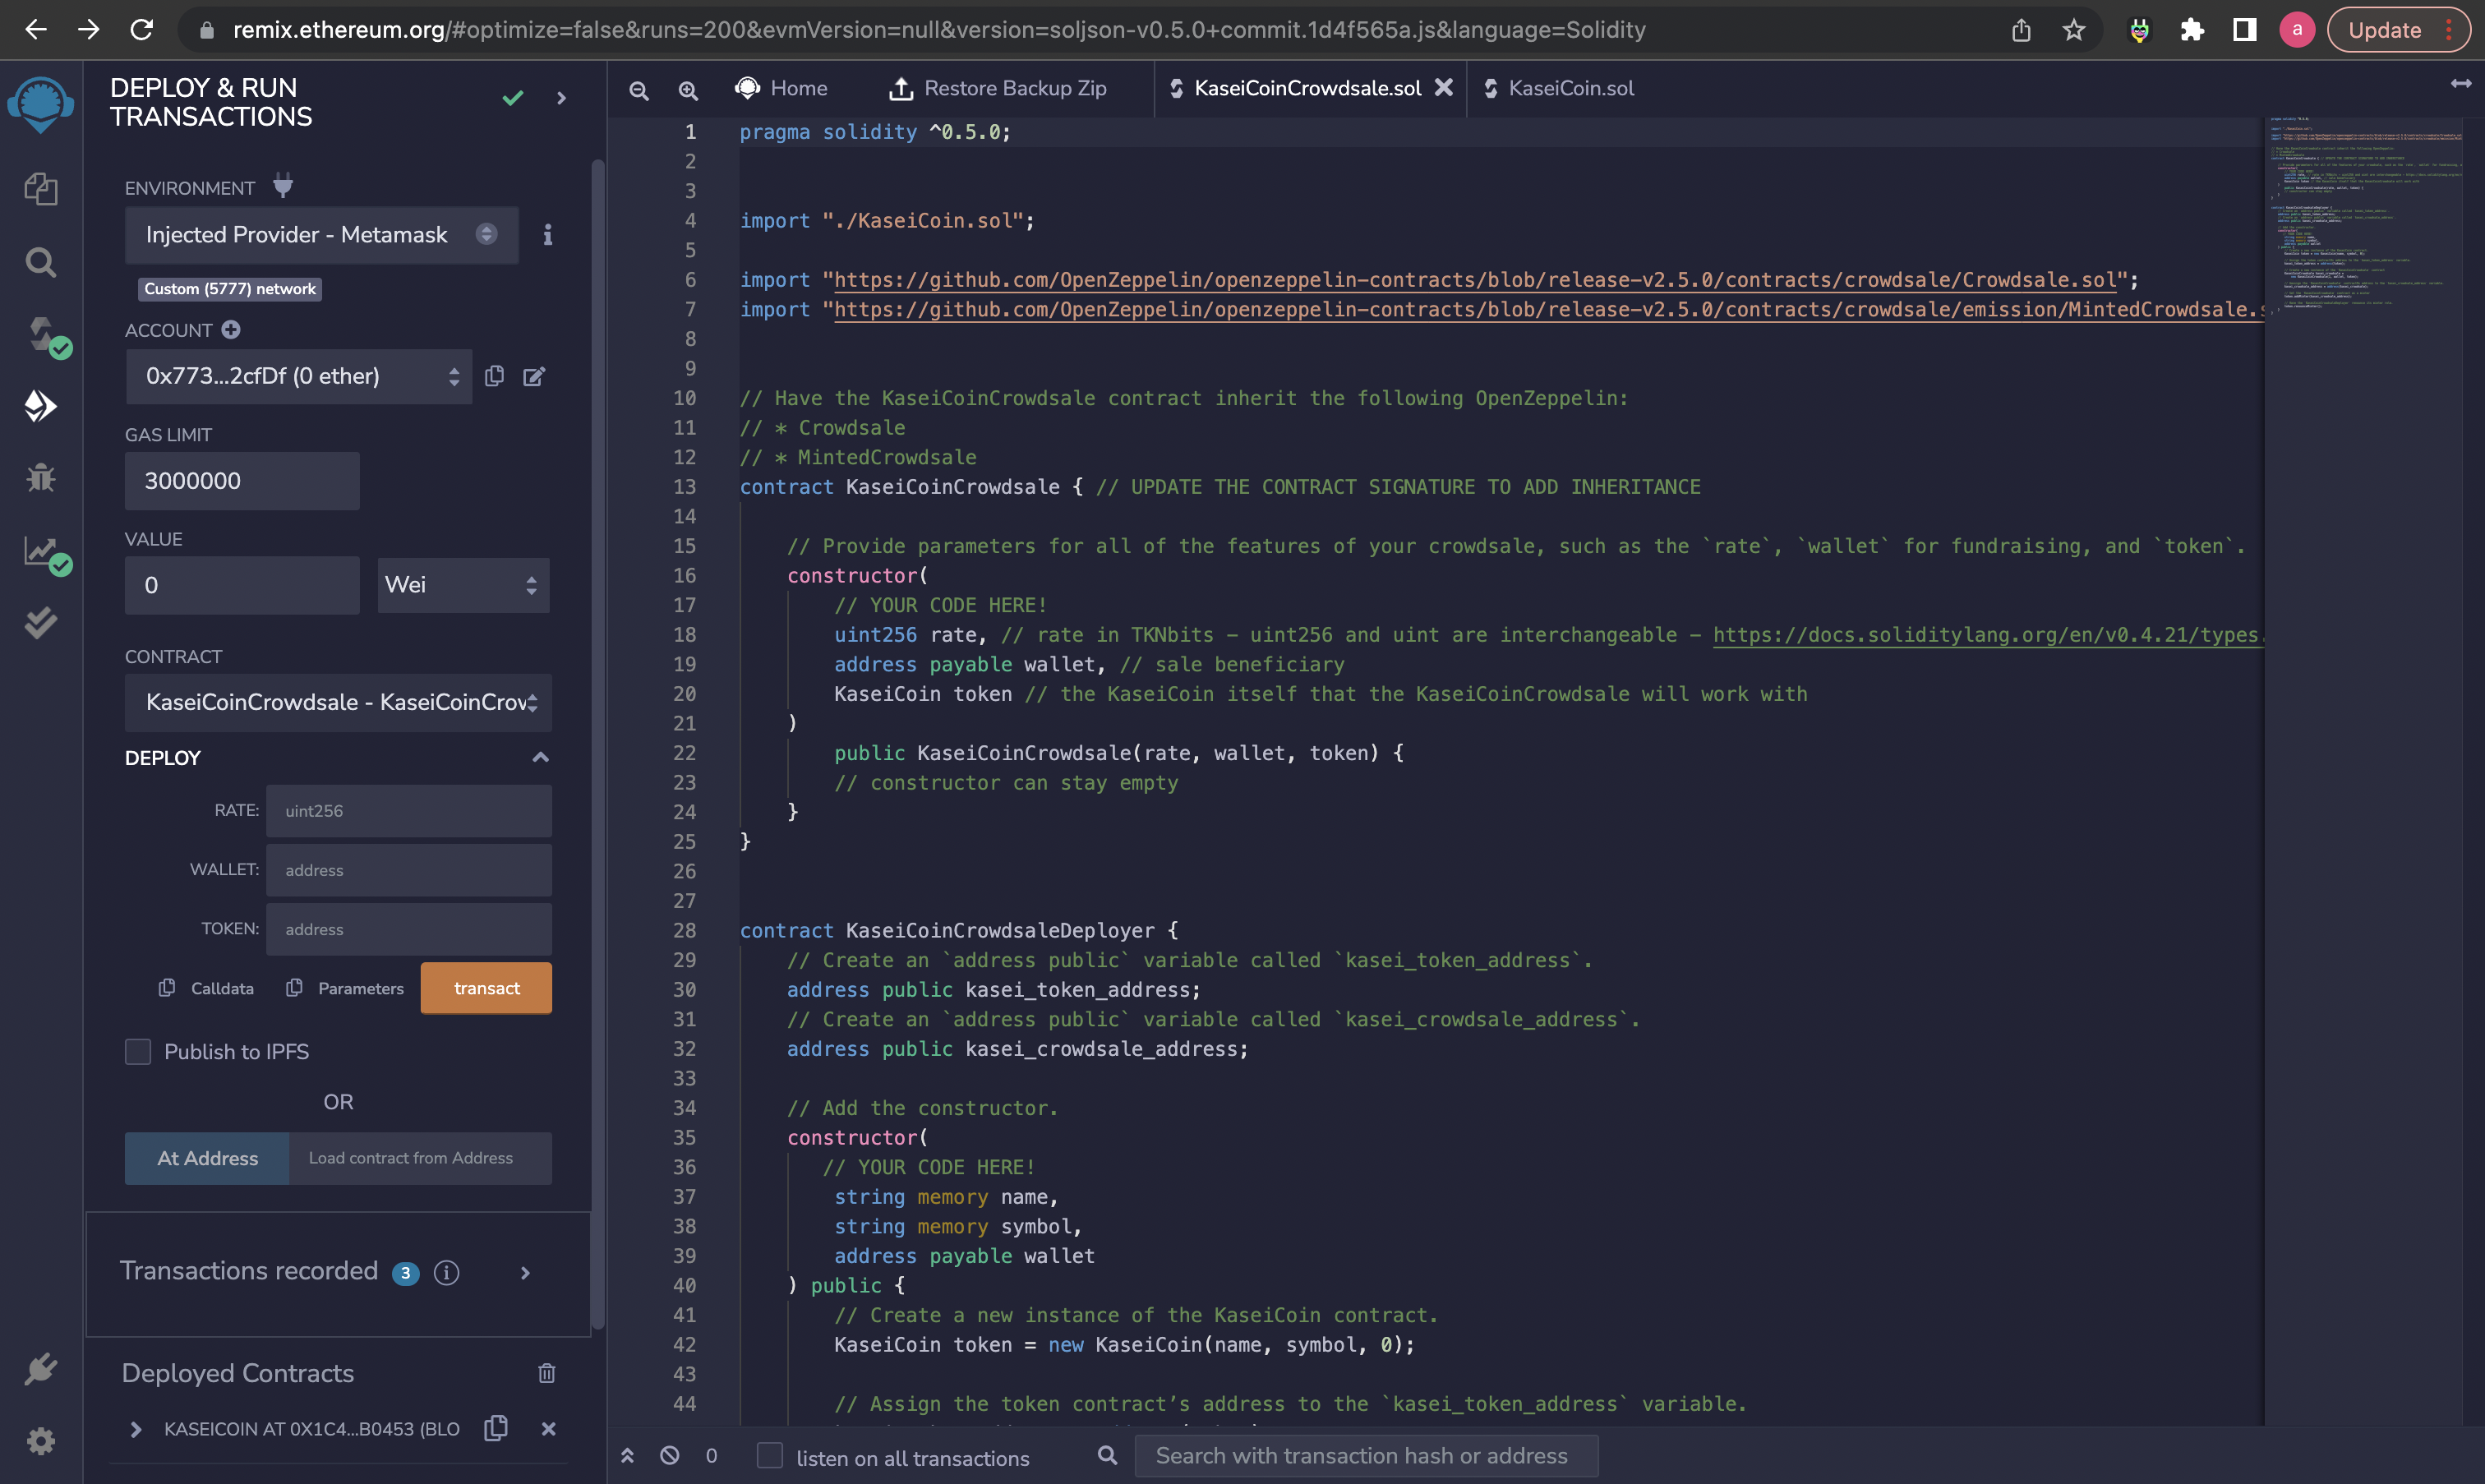 remix.ethereum.org/#optimize=false&runs=200&evmVersion=null&version=soljson-v0.5.0+commit.1d4f565a.js&language=Solidity
a
Update
DEPLOY & RUN
TRANSACTIONS
ENVIRONMENT
Injected Provider - Metamask
i
Custom (5777) network
ACCOUNT
0x773...2cfDf (0 ether)
GAS LIMIT
3000000
VALUE
0
Wei
CONTRACT
KaseiCoinCrowdsale - KaseiCoinCrow
DEPLOY
RATE: uint256
WALLET: address
TOKEN: address
Calldata
Parameters
transact
Publish to IPFS
OR
At Address
Load contract from Address
Transactions recorded 3 i
Deployed Contracts
KASEICOIN AT 0X1C4...B0453 (BLO
Home
Restore Backup Zip
KaseiCoinCrowdsale.sol
KaseiCoin.sol
1 pragma solidity ^0.5.0;
2
3
4 import "./KaseiCoin.sol";
5
6 import "https://github.com/OpenZeppelin/openzeppelin-contracts/blob/release-v2.5.0/contracts/crowdsale/Crowdsale.sol";
7 import "https://github.com/OpenZeppelin/openzeppelin-contracts/blob/release-v2.5.0/contracts/crowdsale/emission/MintedCrowdsale.s
8
9
10 // Have the KaseiCoinCrowdsale contract inherit the following OpenZeppelin:
11 // * Crowdsale
12 // * MintedCrowdsale
13 contract KaseiCoinCrowdsale { // UPDATE THE CONTRACT SIGNATURE TO ADD INHERITANCE
14
15 // Provide parameters for all of the features of your crowdsale, such as the `rate`, `wallet` for fundraising, and `token`.
16 constructor(
17 // YOUR CODE HERE!
18 uint256 rate, // rate in TKNbits - uint256 and uint are interchangeable - https://docs.soliditylang.org/en/v0.4.21/types.
19 address payable wallet, // sale beneficiary
20 KaseiCoin token // the KaseiCoin itself that the KaseiCoinCrowdsale will work with
21 )
22 public KaseiCoinCrowdsale(rate, wallet, token) {
23 // constructor can stay empty
24 }
25 }
26
27
28 contract KaseiCoinCrowdsaleDeployer {
29 // Create an `address public` variable called `kasei_token_address`.
30 address public kasei_token_address;
31 // Create an `address public` variable called `kasei_crowdsale_address`.
32 address public kasei_crowdsale_address;
33
34 // Add the constructor.
35 constructor(
36 // YOUR CODE HERE!
37 string memory name,
38 string memory symbol,
39 address payable wallet
40 ) public {
41 // Create a new instance of the KaseiCoin contract.
42 KaseiCoin token = new KaseiCoin(name, symbol, 0);
43
44 // Assign the token contract's address to the `kasei_token_address` variable.
0
listen on all transactions
Search with transaction hash or address